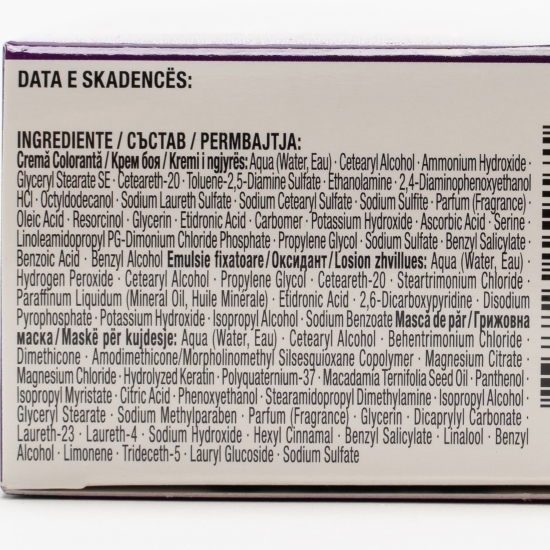 DATA E SKADENCËS:
INGREDIENTE / СЪСТАВ / PERMBAJTJA:
Cremă Colorantă / Крем боя / Kremi i ngjyrës: Aqua (Water, Eau) · Cetearyl Alcohol · Ammonium Hydroxide ·
Glyceryl Stearate SE · Ceteareth-20 · Toluene-2,5-Diamine Sulfate · Ethanolamine · 2,4-Diaminophenoxyethanol
HCl · Octyldodecanol · Sodium Laureth Sulfate · Sodium Cetearyl Sulfate · Sodium Sulfite · Parfum (Fragrance) ·
Oleic Acid · Resorcinol · Glycerin · Etidronic Acid · Carbomer · Potassium Hydroxide · Ascorbic Acid · Serine ·
Linoleamidopropyl PG-Dimonium Chloride Phosphate · Propylene Glycol · Sodium Sulfate · Benzyl Salicylate ·
Benzoic Acid · Benzyl Alcohol Emulsie fixatoare / Оксидант / Losion zhvillues: Aqua (Water, Eau) ·
Hydrogen Peroxide · Cetearyl Alcohol · Propylene Glycol · Ceteareth-20 · Steartrimonium Chloride ·
Paraffinum Liquidum (Mineral Oil, Huile Minérale) · Etidronic Acid · 2,6-Dicarboxypyridine · Disodium
Pyrophosphate · Potassium Hydroxide · Isopropyl Alcohol · Sodium Benzoate Mască de păr / Грижовна
маска / Maskë për kujdesje: Aqua (Water, Eau) · Cetearyl Alcohol · Behentrimonium Chloride ·
Dimethicone · Amodimethicone/Morpholinomethyl Silsesquioxane Copolymer · Magnesium Citrate ·
Magnesium Chloride · Hydrolyzed Keratin · Polyquaternium-37 · Macadamia Ternifolia Seed Oil · Panthenol ·
Isopropyl Myristate · Citric Acid · Phenoxyethanol · Stearamidopropyl Dimethylamine · Isopropyl Alcohol ·
Glyceryl Stearate · Sodium Methylparaben · Parfum (Fragrance) · Glycerin · Dicaprylyl Carbonate ·
Laureth-23 · Laureth-4 · Sodium Hydroxide · Hexyl Cinnamal · Benzyl Salicylate · Linalool · Benzyl
Alcohol · Limonene · Trideceth-5 · Lauryl Glucoside · Sodium Sulfate